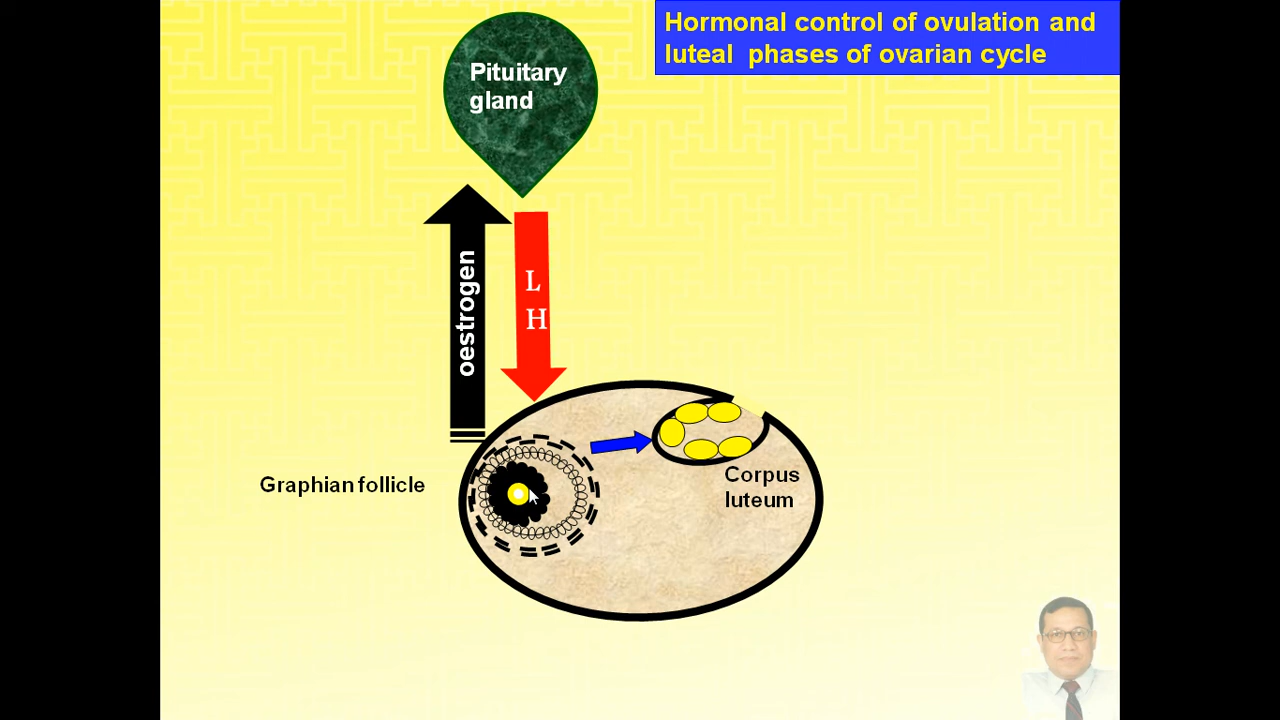 Hormonal control of ovulation and
luteal phases of ovarian cycle
Pituitary
gland
oestrogen
L
H
Graphian follicle
Corpus
luteum